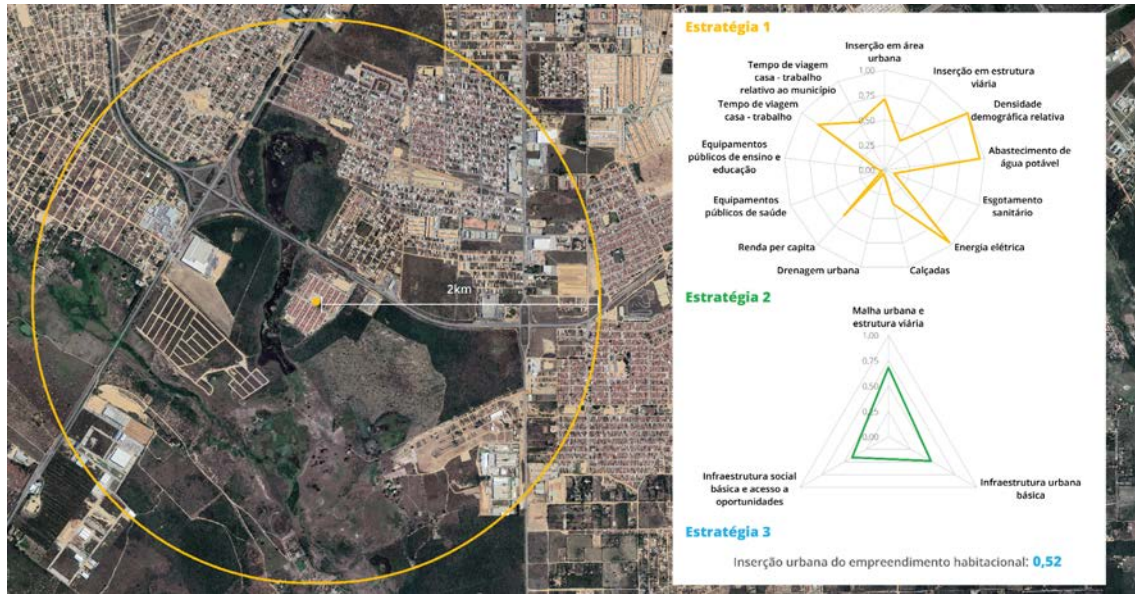 2km
Estratégia 1
Inserção em área
urbana
Inserção em estrutura
viária
Densidade
demográfica relativa
Abastecimento de
água potável
Esgotamento
sanitário
Energia elétrica
Calçadas
Drenagem urbana
Renda per capita
Equipamentos
públicos de saúde
Equipamentos
públicos de ensino e
educação
Tempo de viagem
casa - trabalho
Tempo de viagem
casa - trabalho
relativo ao município
1,00
0,75
0,50
0,25
0,00
Estratégia 2
Malha urbana e
estrutura viária
1,00
0,75
0,50
0,25
0,00
Infraestrutura social
básica e acesso a
oportunidades
Infraestrutura urbana
básica
Estratégia 3
Inserção urbana do empreendimento habitacional: 0,52